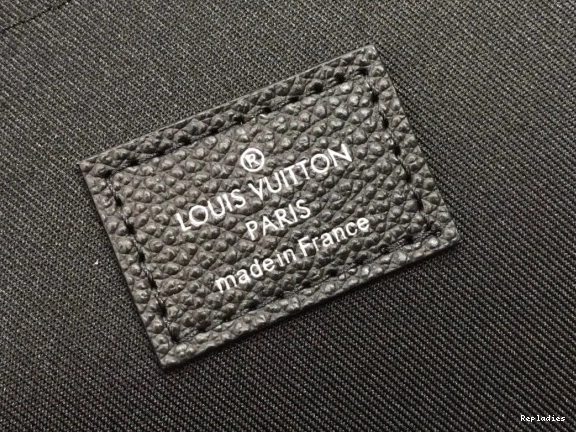 ®
LOUIS VUITTON
PARIS
made in France
Repladies